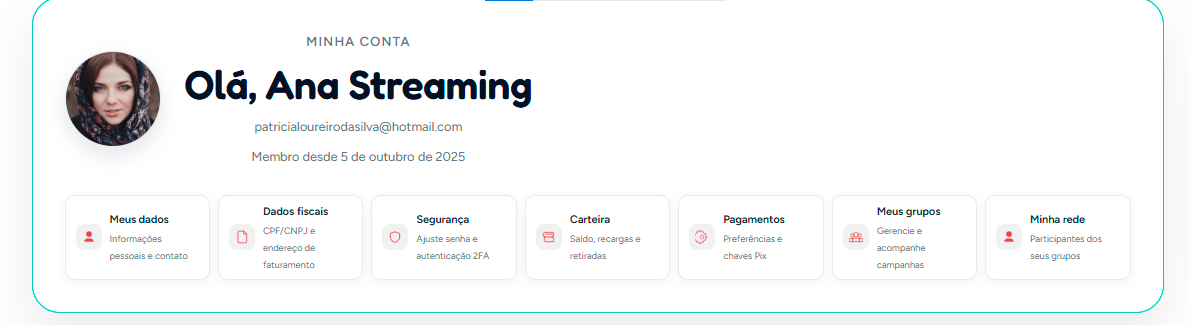 MINHA CONTA
Olá, Ana Streaming
patricialoureirodasilva@hotmail.com
Membro desde 5 de outubro de 2025
Meus dados
Informações
pessoais e contato
Dados fiscais
CPF/CNPJ e
endereço de
faturamento
Segurança
Ajuste senha e
autenticação 2FA
Carteira
Saldo, recargas e
retiradas
Pagamentos
Preferências e
chaves Pix
Meus grupos
Gerencie e
acompanhe
campanhas
Minha rede
Participantes dos
seus grupos